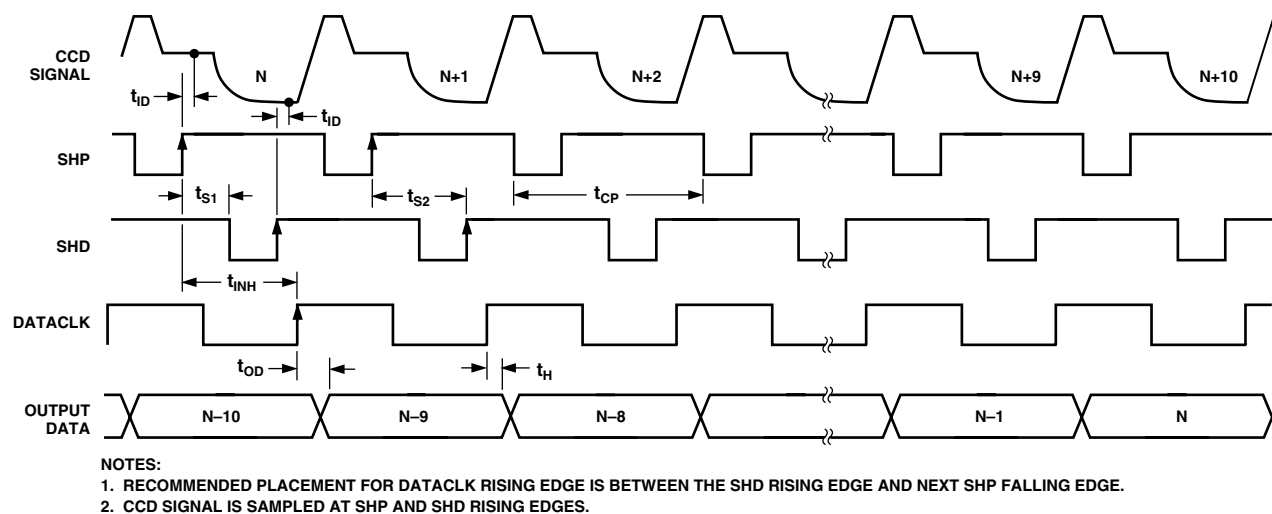 CCD
SIGNAL
N
N+1
N+2
N+9
N+10
tID
tID
SHP
tS1
tS2
tCP
SHD
tINH
DATACLK
tOD
tH
OUTPUT
DATA
N–10
N–9
N–8
N–1
N
NOTES:
1. RECOMMENDED PLACEMENT FOR DATACLK RISING EDGE IS BETWEEN THE SHD RISING EDGE AND NEXT SHP FALLING EDGE.
2. CCD SIGNAL IS SAMPLED AT SHP AND SHD RISING EDGES.